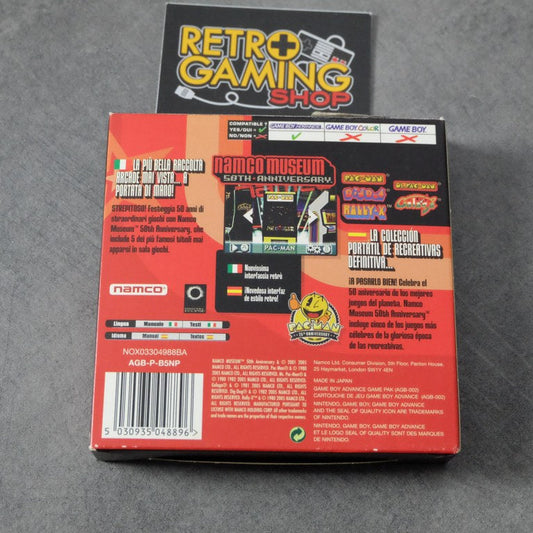 RETRO
GAMING
SHOP
COMPATIBLE ?
YES/OUI =
NO/NON =
GAME BOY ADVANCE
GAME BOY COLOR
GAME BOY
LA PIÙ BELLA RACCOLTA
ARCADE MAI VISTA... A
PORTATA DI MANO!
STREPITOSO! Festeggia 50 anni di
straordinari giochi con Namco
Museum™ 50th Anniversary, che
include 5 dei più famosi titoli mai
apparsi in sala giochi.
NAMCO MUSEUM
50TH ANNIVERSARY
PAC-MAN
PAC-MAN
MS. PAC-MAN
DIG DUG
GALAGA
RALLY-X
Nuovissima
interfaccia retrò
¡Novedosa interfaz
de estilo retro!
LA COLECCIÓN
PORTÁTIL DE RECREATIVAS
DEFINITIVA...
¡A PASARLO BIEN! Celebra el
50 aniversario de los mejores
juegos del planeta. Namco
Museum 50th Anniversary™
incluye cinco de los juegos más
célebres de la gloriosa época
de las recreativas.
PAC-MAN
25TH ANNIVERSARY
namco
Lingua
Manuale
Testi
Idioma
Manual
Textos
NOX03304988BA
AGB-P-B5NP
5 030935 048896
Namco Ltd. Consumer Division, 5th Floor, Panton House,
25 Haymarket, London SW1Y 4EN
MADE IN JAPAN
GAME BOY ADVANCE GAME PAK (AGB-002)
CARTOUCHE DE JEU GAME BOY ADVANCE (AGB-002)
NINTENDO, GAME BOY, GAME BOY ADVANCE
AND THE SEAL OF QUALITY ICON ARE TRADEMARKS
OF NINTENDO.
NINTENDO, GAME BOY, GAME BOY ADVANCE
ET LE LOGO SEAL OF QUALITY SONT DES MARQUES
DE NINTENDO.